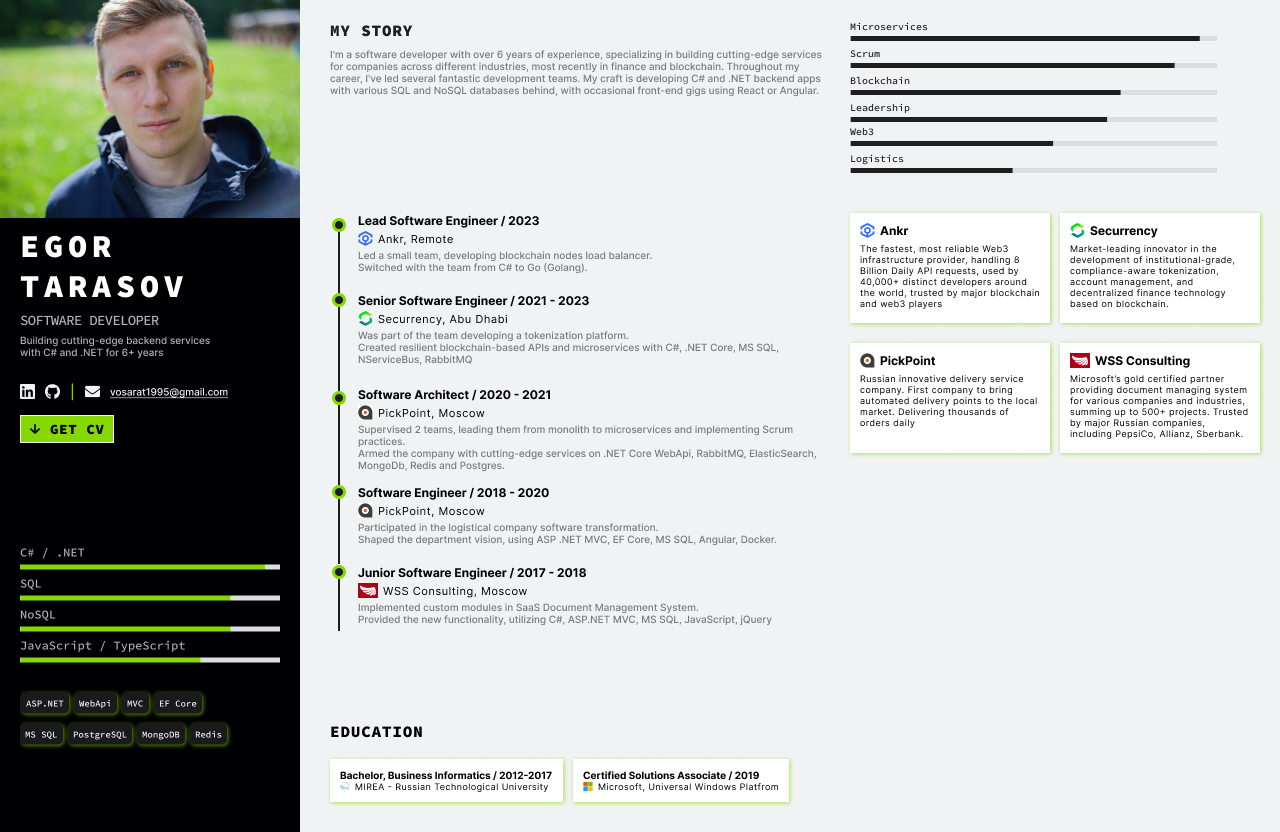 EGOR
TARASOV
SOFTWARE DEVELOPER
Building cutting-edge backend services
with C# and .NET for 6+ years
vosarat1995@gmail.com
GET CV
C# / .NET
SQL
NoSQL
JavaScript / TypeScript
ASP.NET WebApi MVC EF Core
MS SQL PostgreSQL MongoDB Redis
MY STORY
I'm a software developer with over 6 years of experience, specializing in building cutting-edge services
for companies across different industries, most recently in finance and blockchain. Throughout my
career, I've led several fantastic development teams. My craft is developing C# and .NET backend apps
with various SQL and NoSQL databases behind, with occasional front-end gigs using React or Angular.
Microservices
Scrum
Blockchain
Leadership
Web3
Logistics
Lead Software Engineer / 2023
Ankr, Remote
Led a small team, developing blockchain nodes load balancer.
Switched with the team from C# to Go (Golang).
Senior Software Engineer / 2021 - 2023
Securrency, Abu Dhabi
Was part of the team developing a tokenization platform.
Created resilient blockchain-based APIs and microservices with C#, .NET Core, MS SQL,
NServiceBus, RabbitMQ
Software Architect / 2020 - 2021
PickPoint, Moscow
Supervised 2 teams, leading them from monolith to microservices and implementing Scrum
practices.
Armed the company with cutting-edge services on .NET Core WebApi, RabbitMQ, ElasticSearch,
MongoDb, Redis and Postgres.
Software Engineer / 2018 - 2020
PickPoint, Moscow
Participated in the logistical company software transformation.
Shaped the department vision, using ASP .NET MVC, EF Core, MS SQL, Angular, Docker.
Junior Software Engineer / 2017 - 2018
WSS Consulting, Moscow
Implemented custom modules in SaaS Document Management System.
Provided the new functionality, utilizing C#, ASP.NET MVC, MS SQL, JavaScript, jQuery
Ankr
The fastest, most reliable Web3
infrastructure provider, handling 8
Billion Daily API requests, used by
40,000+ distinct developers around
the world, trusted by major blockchain
and web3 players
Securrency
Market-leading innovator in the
development of institutional-grade,
compliance-aware tokenization,
account management, and
decentralized finance technology
based on blockchain.
PickPoint
Russian innovative delivery service
company. First company to bring
automated delivery points to the local
market. Delivering thousands of
orders daily
WSS Consulting
Microsoft's gold certified partner
providing document managing system
for various companies and industries,
summing up to 500+ projects. Trusted
by major Russian companies,
including PepsiCo, Allianz, Sberbank.
EDUCATION
Bachelor, Business Informatics / 2012-2017
MIREA - Russian Technological University
Certified Solutions Associate / 2019
Microsoft, Universal Windows Platfrom